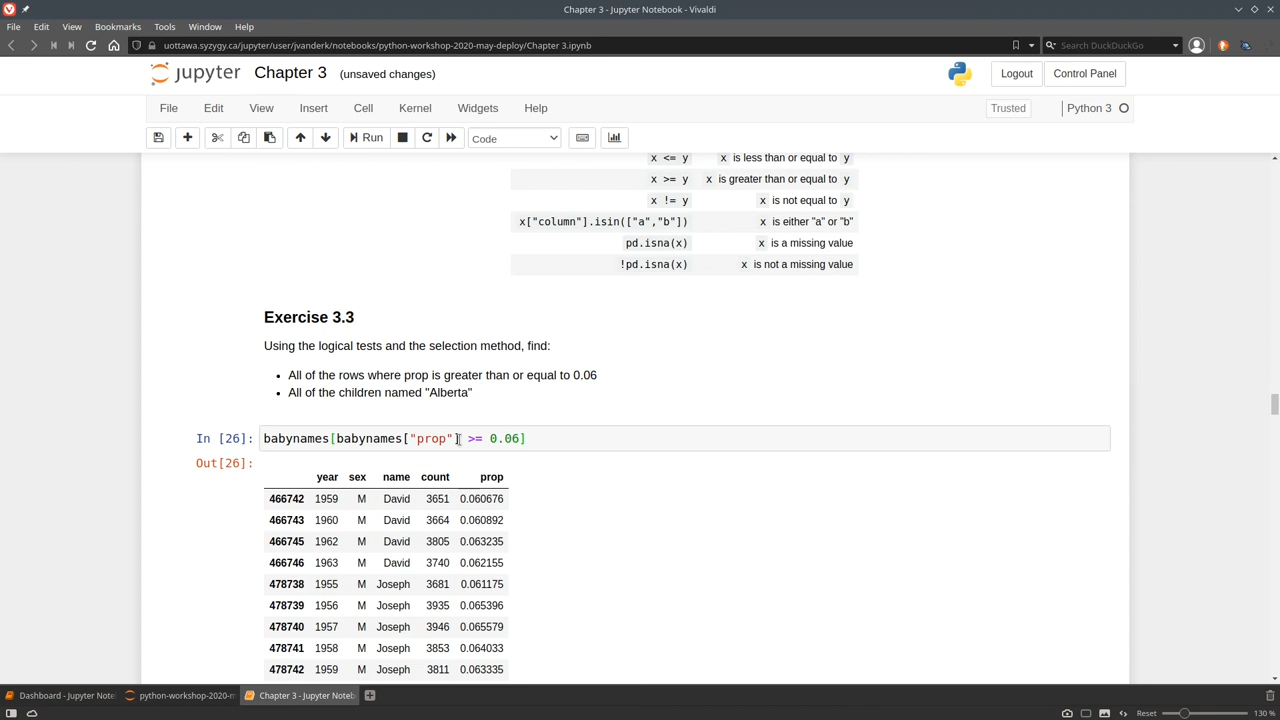 Chapter 3 - Jupyter Notebook - Vivaldi
File Edit View Bookmarks Tools Window Help
uottawa.syzygy.ca/jupyter/user/jvanderk/notebooks/python-workshop-2020-may-deploy/Chapter 3.ipynb
Search DuckDuckGo
jupyter Chapter 3 (unsaved changes)
Logout Control Panel
File Edit View Insert Cell Kernel Widgets Help
Trusted Python 3
Run Code
x <= y x is less than or equal to y
x >= y x is greater than or equal to y
x != y x is not equal to y
x["column"].isin(["a","b"]) x is either "a" or "b"
pd.isna(x) x is a missing value
!pd.isna(x) x is not a missing value
Exercise 3.3
Using the logical tests and the selection method, find:
• All of the rows where prop is greater than or equal to 0.06
• All of the children named "Alberta"
In [26]: babynames[babynames["prop"] >= 0.06]
Out[26]:
year sex name count prop
466742 1959 M David 3651 0.060676
466743 1960 M David 3664 0.060892
466745 1962 M David 3805 0.063235
466746 1963 M David 3740 0.062155
478738 1955 M Joseph 3681 0.061175
478739 1956 M Joseph 3935 0.065396
478740 1957 M Joseph 3946 0.065579
478741 1958 M Joseph 3853 0.064033
478742 1959 M Joseph 3811 0.063335
Dashboard - Jupyter Note python-workshop-2020-m Chapter 3 - Jupyter Noteb
Reset 130 %